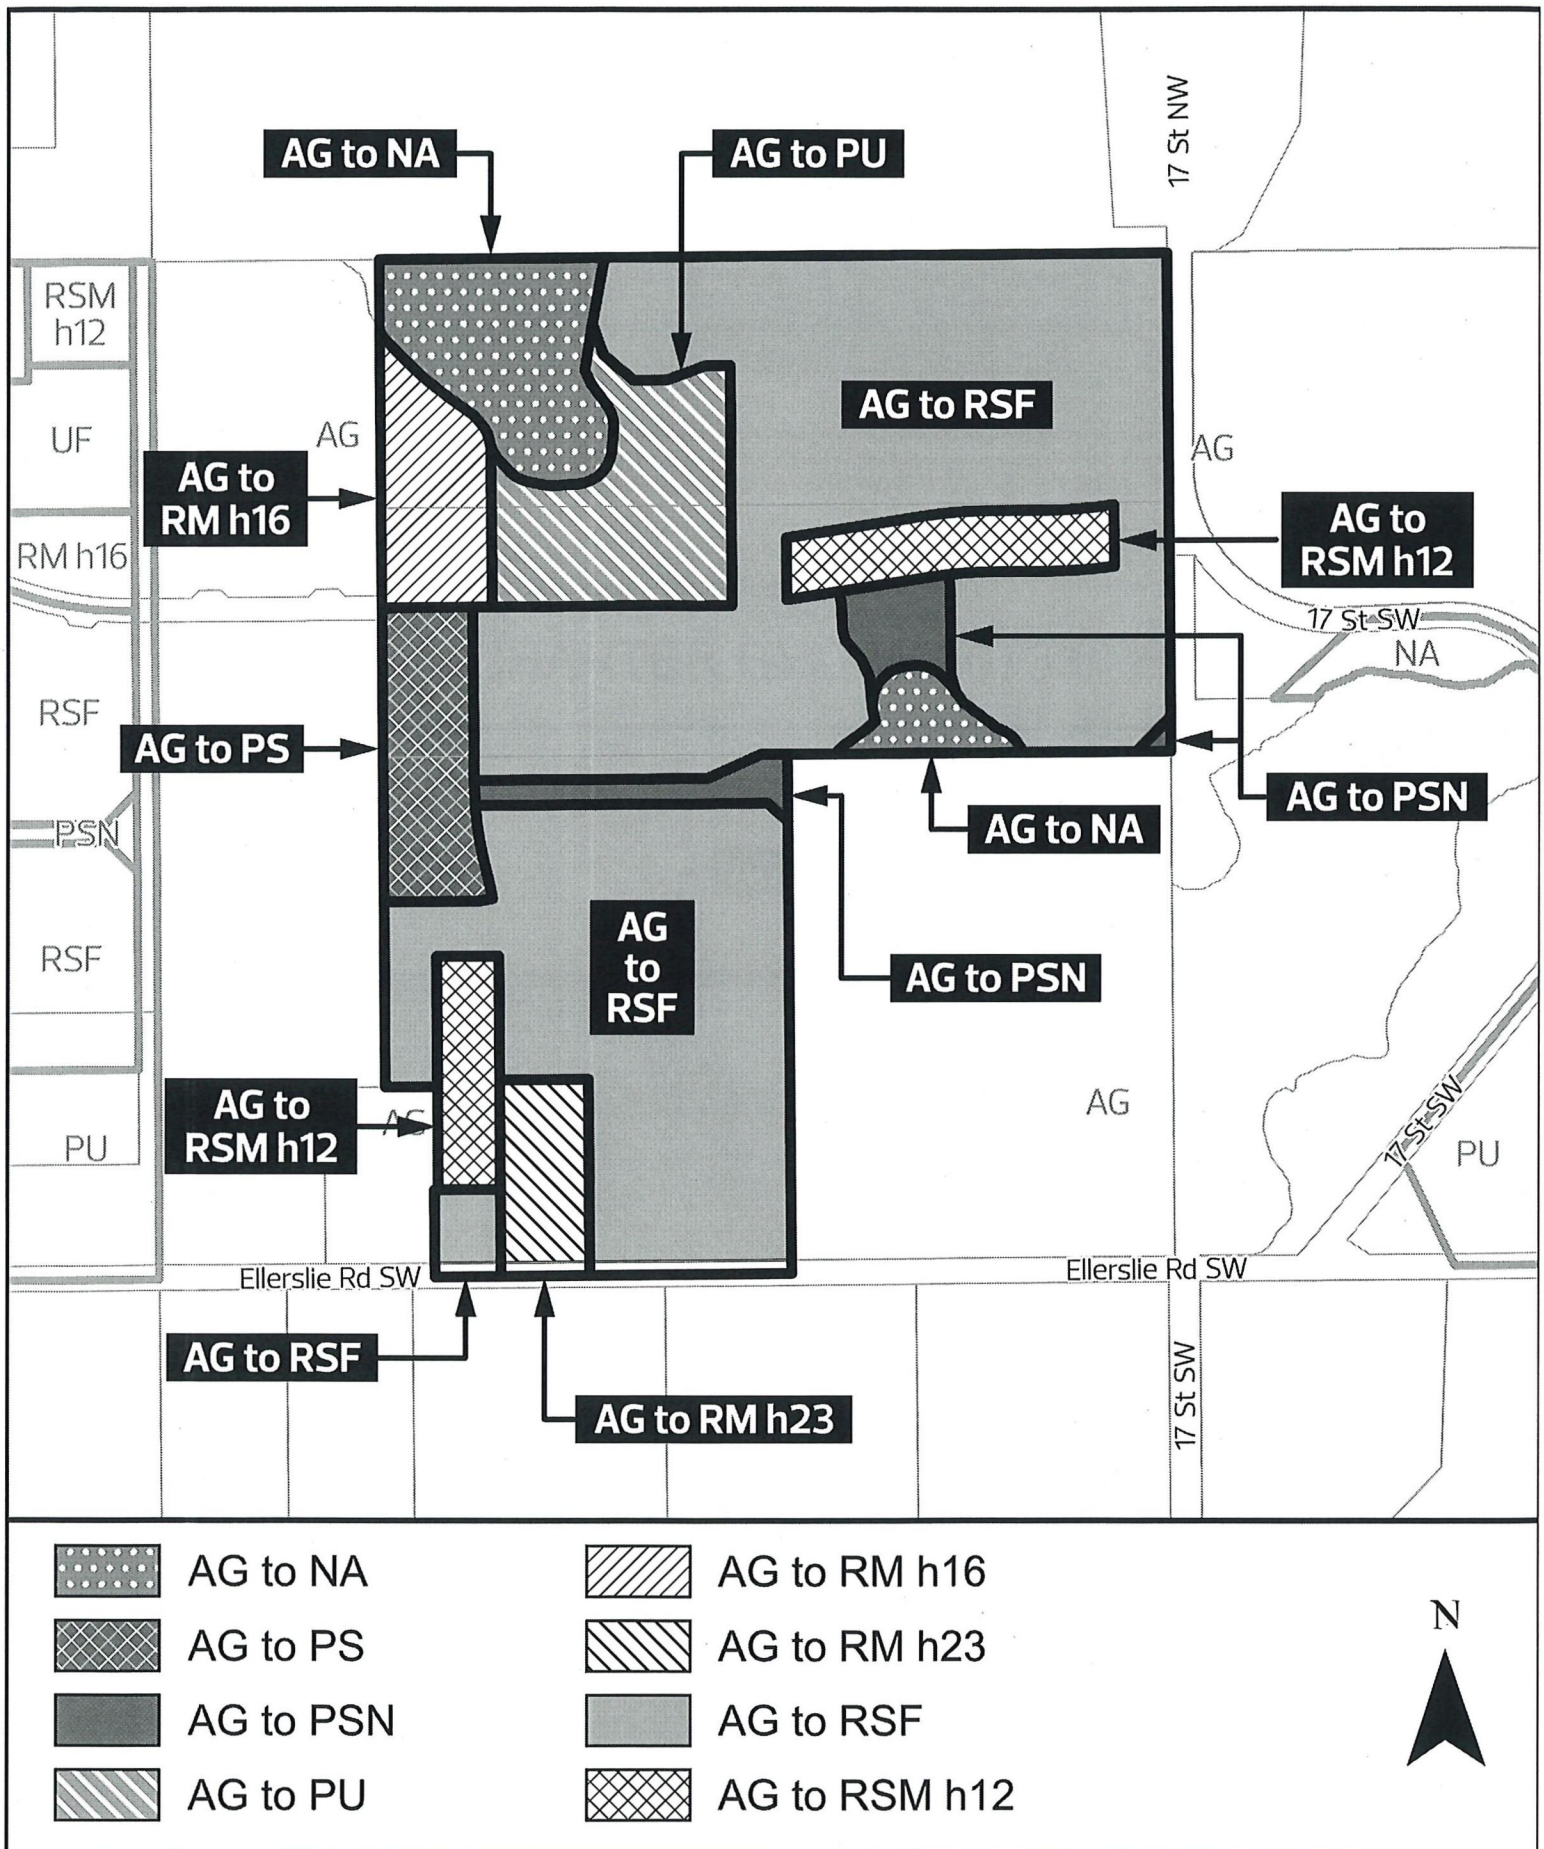 17 St NW
AG to NA
AG to PU
RSM
h12
AG to RSF
UF
AG
AG
AG to
RM h16
AG to
RSM h12
RM h16
17 St SW
NA
RSF
AG to PS
AG to PSN
PSN
AG to NA
AG
to
RSF
RSF
AG to PSN
AG to
RSM h12
AG
AG
17 St SW
PU
PU
Ellerslie Rd SW
Ellerslie Rd SW
AG to RSF
17 St SW
AG to RM h23
AG to NA
AG to RM h16
AG to PS
AG to RM h23
AG to PSN
AG to RSF
AG to PU
AG to RSM h12
N